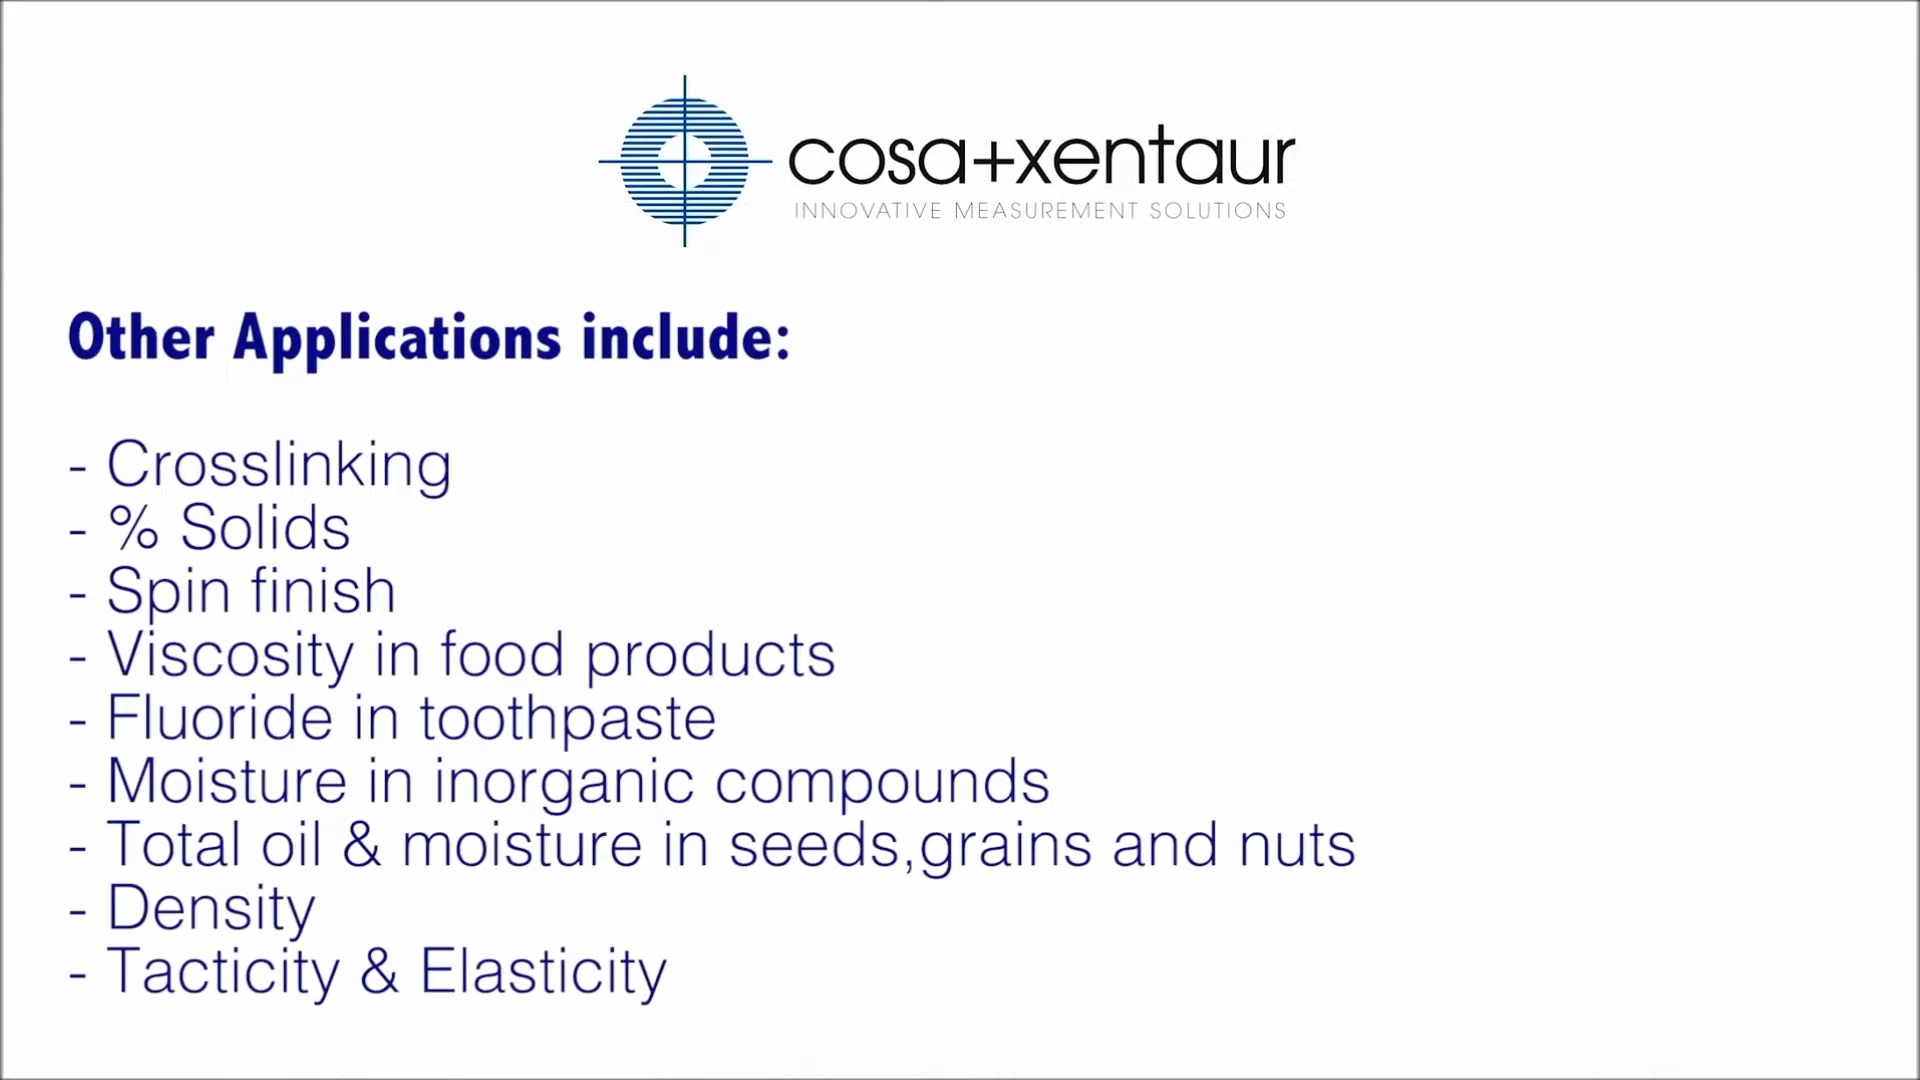 cosa+xentaur
INNOVATIVE MEASUREMENT SOLUTIONS
Other Applications include:
- Crosslinking
- % Solids
- Spin finish
- Viscosity in food products
- Fluoride in toothpaste
- Moisture in inorganic compounds
- Total oil & moisture in seeds,grains and nuts
- Density
- Tacticity & Elasticity